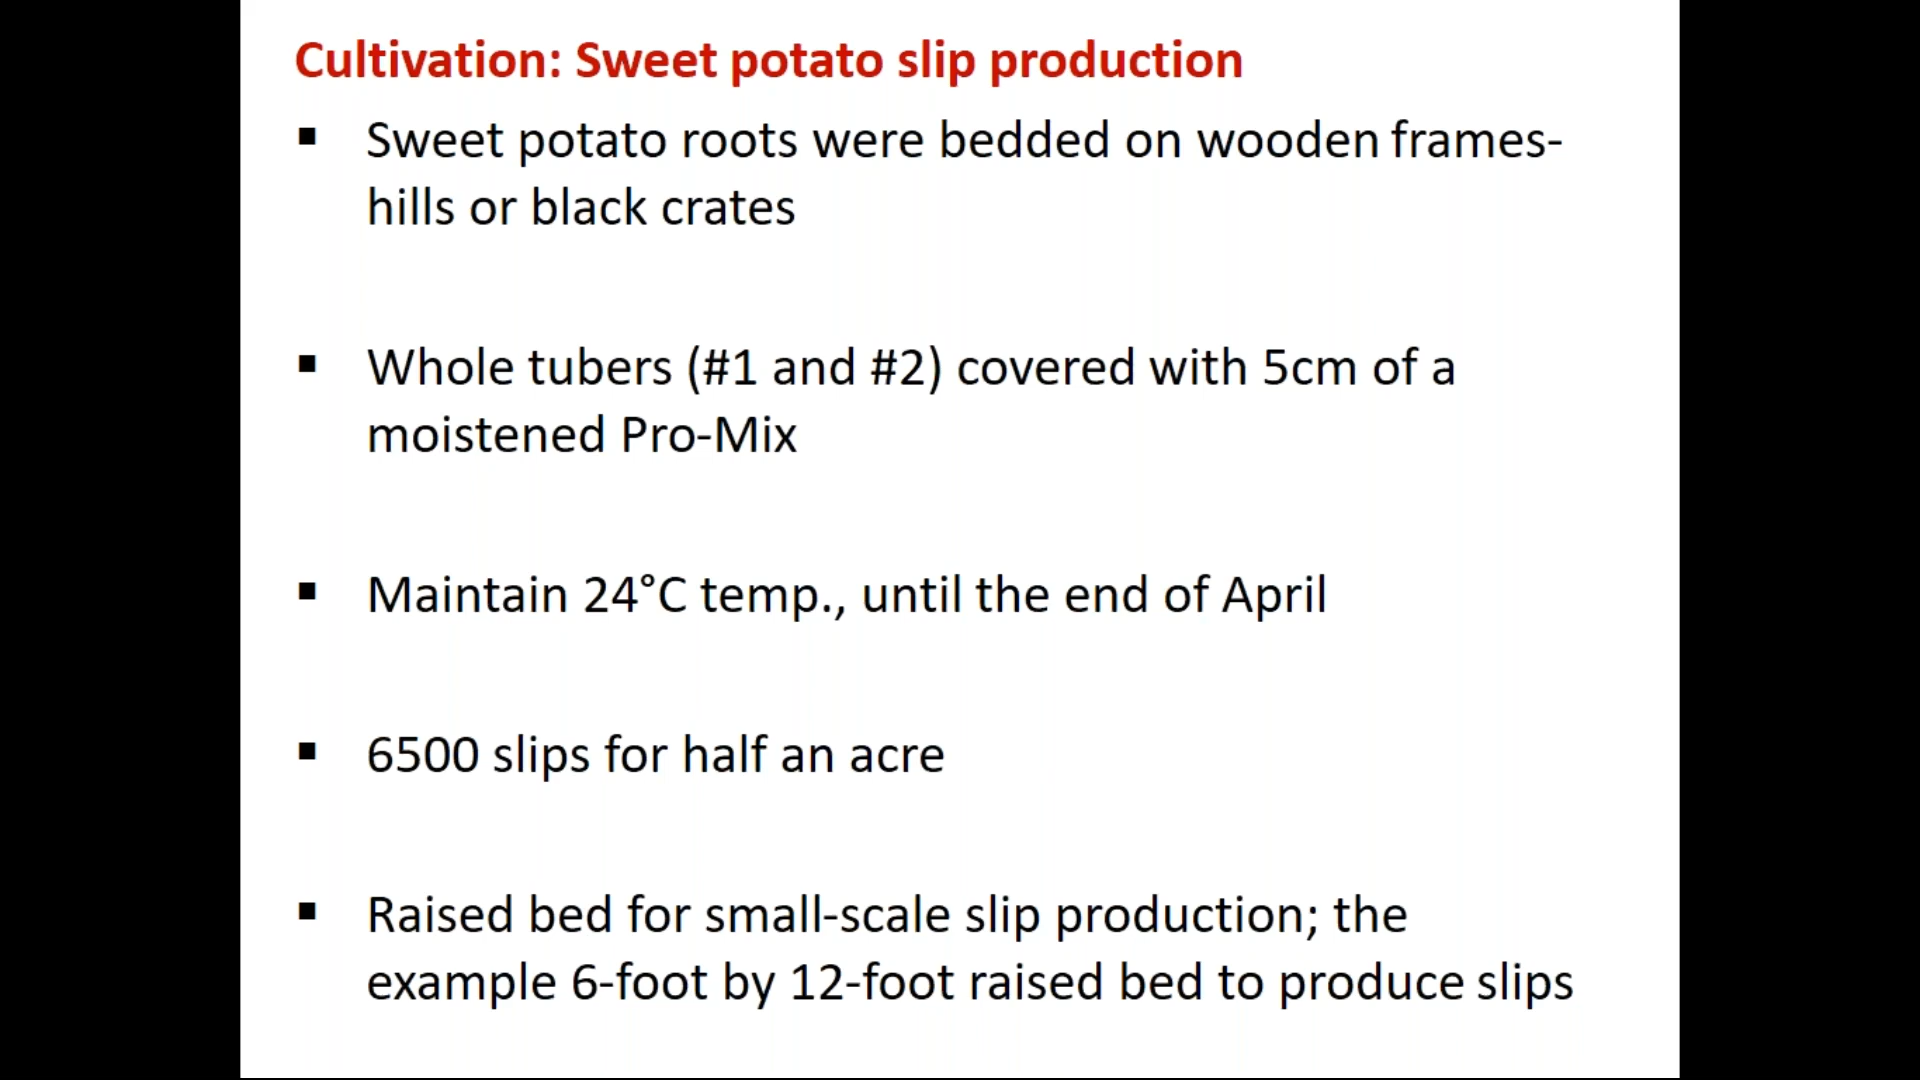 Cultivation: Sweet potato slip production
▪ Sweet potato roots were bedded on wooden frames-
hills or black crates
▪ Whole tubers (#1 and #2) covered with 5cm of a
moistened Pro-Mix
▪ Maintain 24°C temp., until the end of April
▪ 6500 slips for half an acre
▪ Raised bed for small-scale slip production; the
example 6-foot by 12-foot raised bed to produce slips